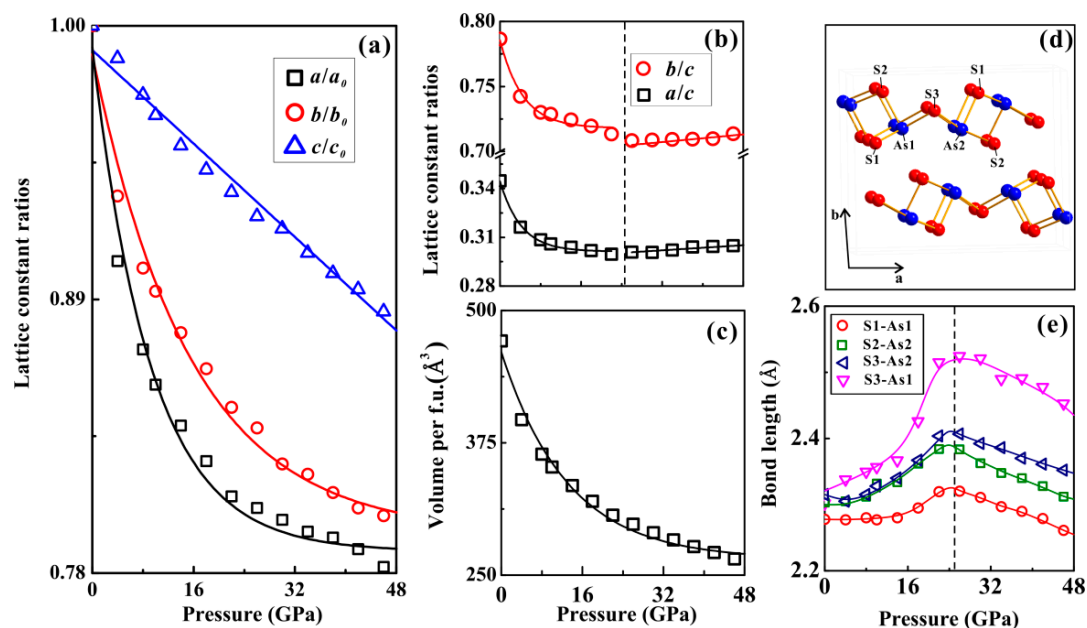 (a)
a/a₀
b/b₀
c/c₀
Lattice constant ratios
1.00
0.89
0.78
0 16 32 48
Pressure (GPa)
(b)
b/c
a/c
Lattice constant ratios
0.80
0.75
0.70
0.34
0.31
0.28
(c)
Volume per f.u.(Å³)
500
375
250
0 16 32 48
Pressure (GPa)
(d)
S2 S1
S3
As1 As2
S1 S2
b
a
(e)
S1-As1
S2-As2
S3-As2
S3-As1
Bond length (Å)
2.6
2.4
2.2
0 16 32 48
Pressure (GPa)